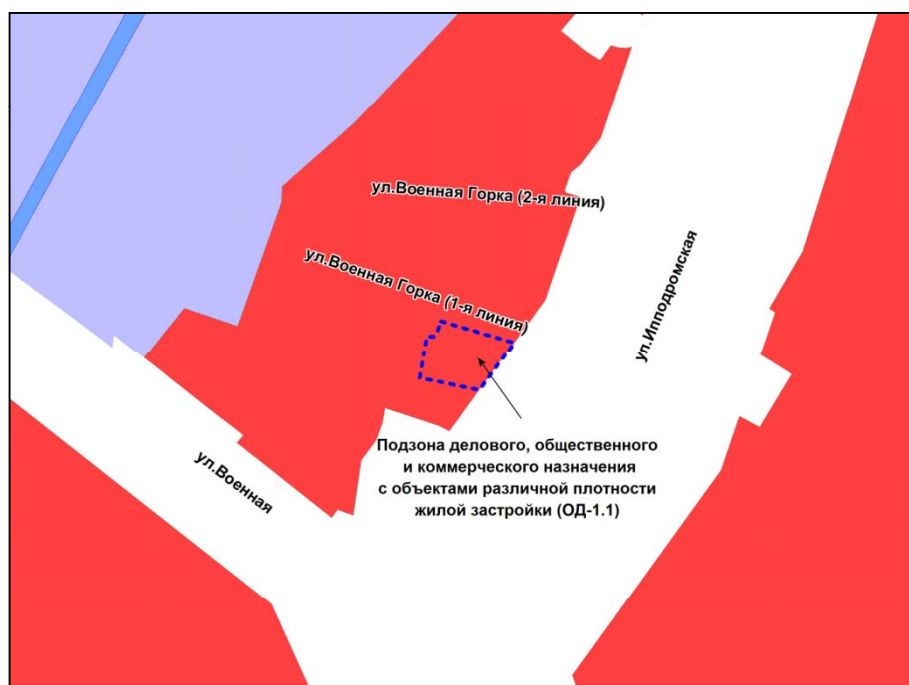 ул.Военная Горка (2-я линия)
ул.Военная Горка (1-я линия)
ул.Ипподромская
ул.Военная
Подзона делового, общественного
и коммерческого назначения
с объектами различной плотности
жилой застройки (ОД-1.1)